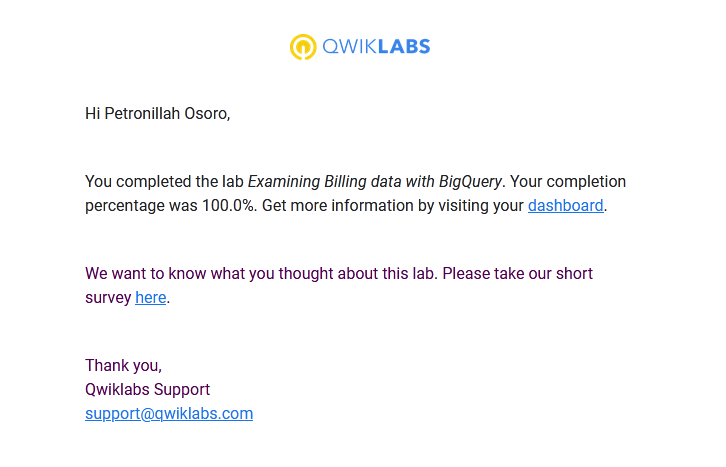 QWIKLABS
Hi Petronillah Osoro,
You completed the lab Examining Billing data with BigQuery. Your completion
percentage was 100.0%. Get more information by visiting your dashboard.
We want to know what you thought about this lab. Please take our short
survey here.
Thank you,
Qwiklabs Support
support@qwiklabs.com